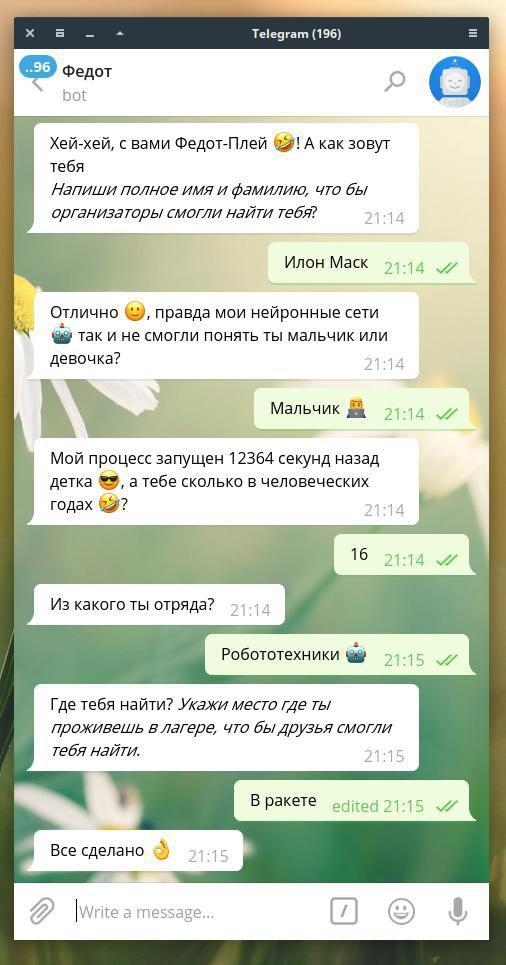 Telegram (196)
..96
Федот
bot
Хей-хей, с вами Федот-Плей 🤣! А как зовут
тебя
Напиши полное имя и фамилию, что бы
организаторы смогли найти тебя?
21:14
Илон Маск 21:14
Отлично 🙂, правда мои нейронные сети
🤖 так и не смогли понять ты мальчик или
девочка?
21:14
Мальчик 👨‍💻 21:14
Мой процесс запущен 12364 секунд назад
детка 😎, а тебе сколько в человеческих
годах 🤣?
21:14
16 21:14
Из какого ты отряда? 21:14
Робототехники 🤖 21:15
Где тебя найти? Укажи место где ты
проживешь в лагере, что бы друзья смогли
тебя найти.
21:15
В ракете edited 21:15
Все сделано 👌 21:15
Write a message...